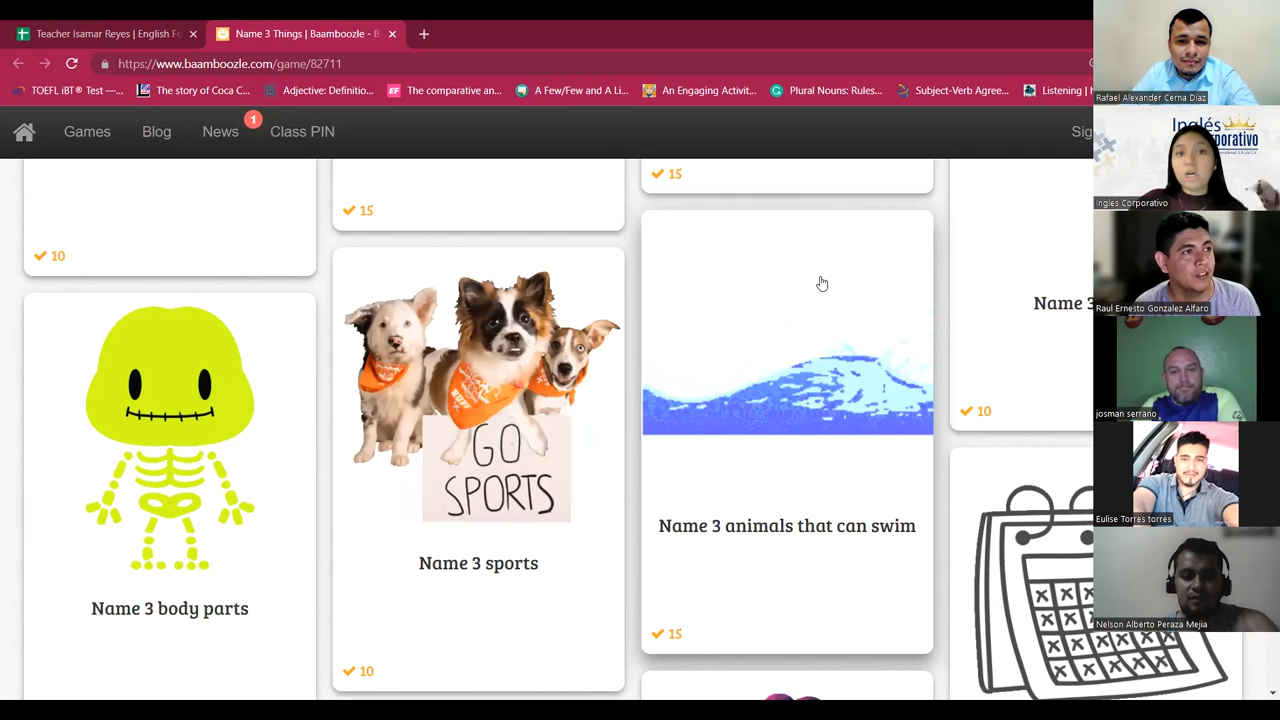 Teacher Isamar Reyes | English Fo
Name 3 Things | Baamboozle - B
https://www.baamboozle.com/game/82711
TOEFL iBT® Test —...
The story of Coca C...
Adjective: Definitio...
EF
The comparative an...
A Few/Few and A Li...
An Engaging Activit...
Plural Nouns: Rules...
Subject-Verb Agree...
Listening |
Games
Blog
News
1
Class PIN
Sig
10
15
15
Name 3
10
GO
SPORTS
Name 3 body parts
Name 3 sports
10
Name 3 animals that can swim
15
Rafael Alexander Cerna Díaz
Inglés
Corporativo
Ingles Corporativo
Raul Ernesto Gonzalez Alfaro
josman serrano
Eulise Torres torres
Nelson Alberto Peraza Mejia